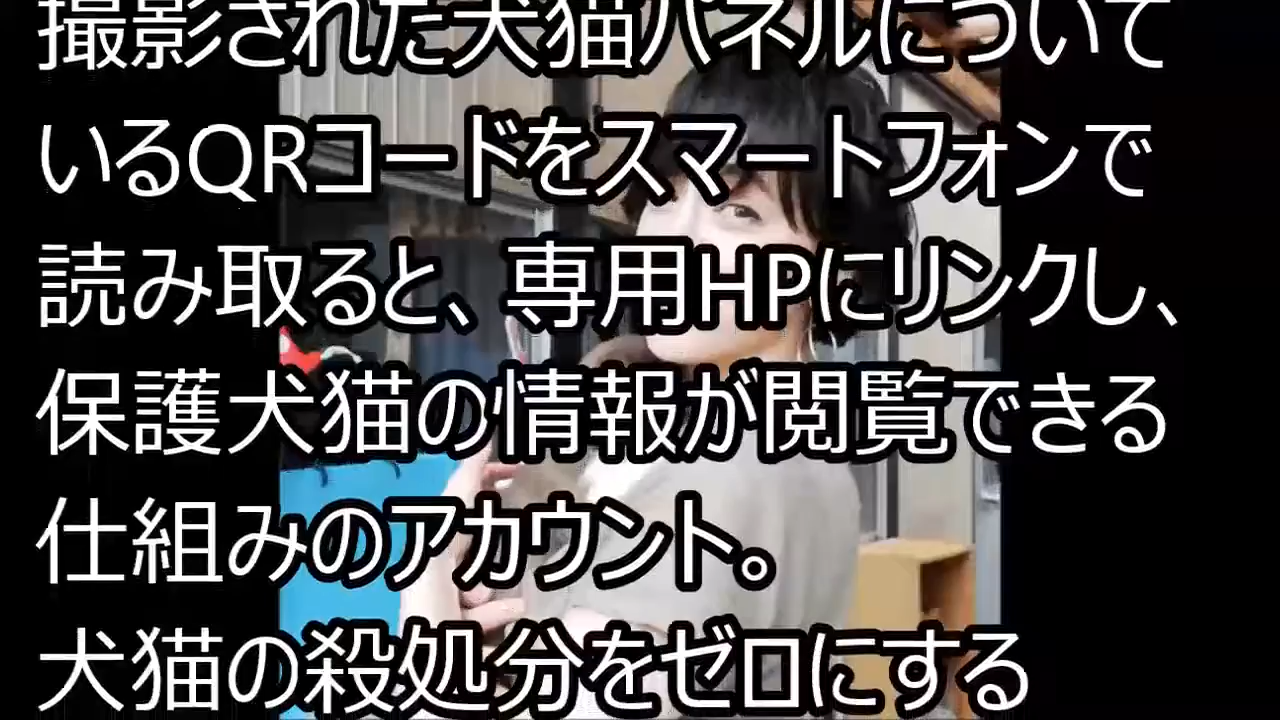 撮影された犬猫パネルについて
いるQRコードをスマートフォンで
読み取ると、専用HPにリンクし、
保護犬猫の情報が閲覧できる
仕組みのアカウント。
犬猫の殺処分をゼロにする